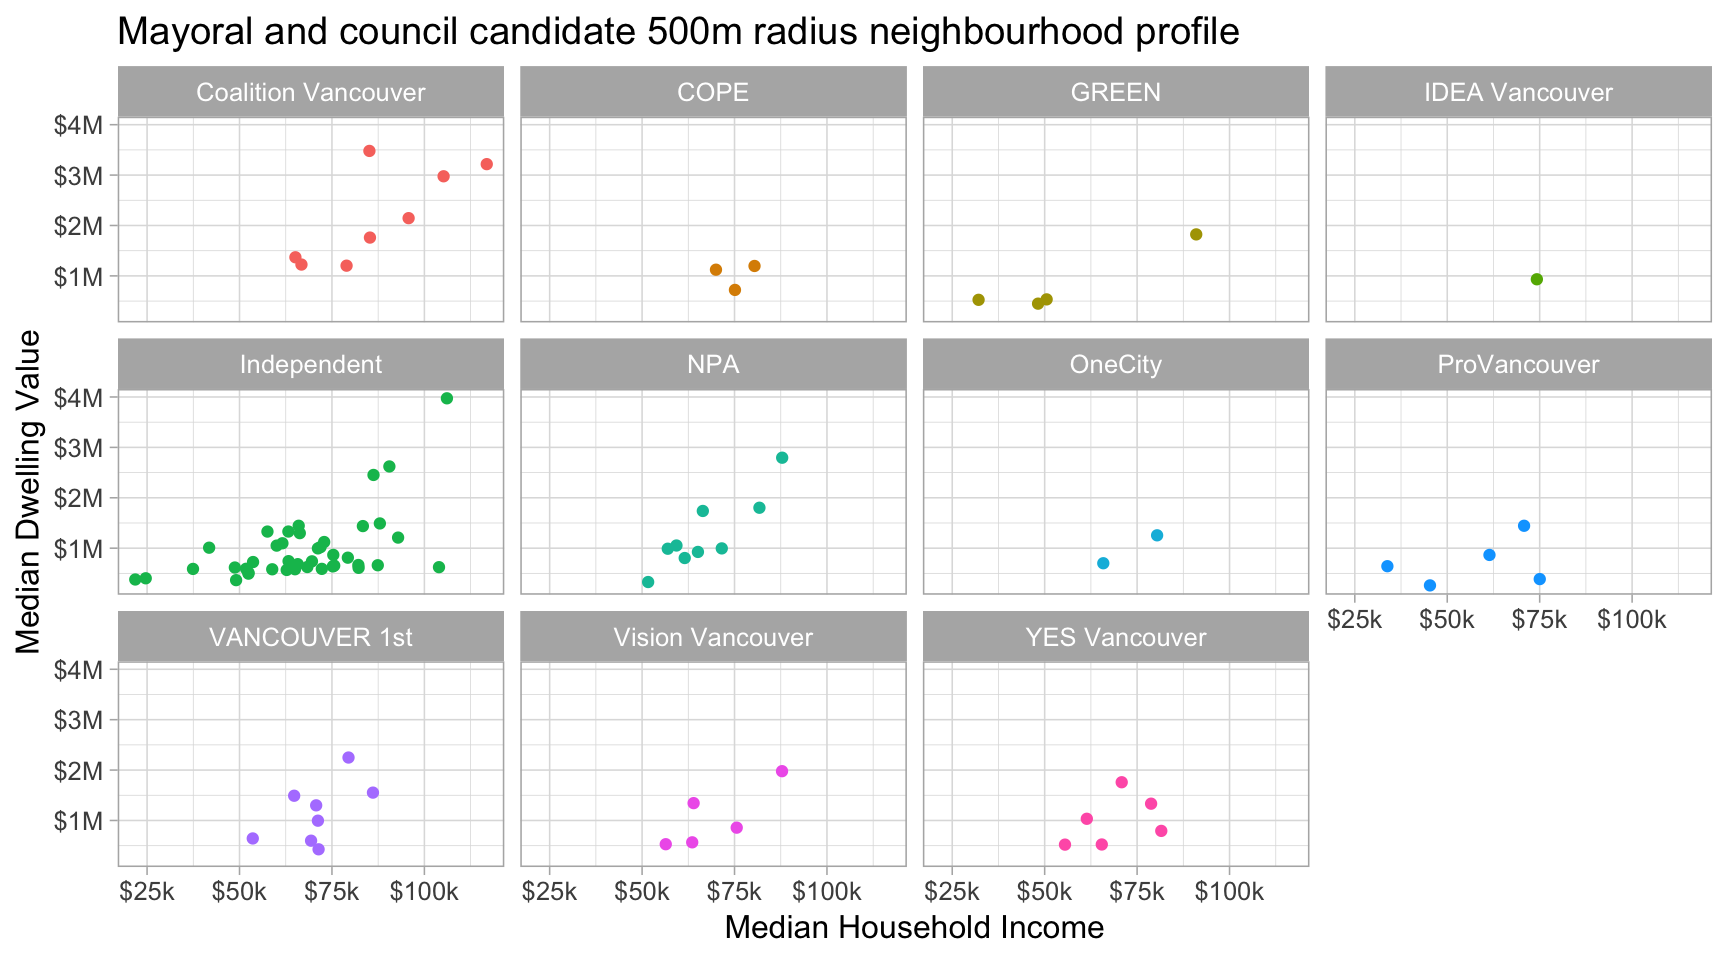 Mayoral and council candidate 500m radius neighbourhood profile
Coalition Vancouver
COPE
GREEN
IDEA Vancouver
$4M
$3M
$2M
$1M
Independent
NPA
OneCity
ProVancouver
$4M
$3M
$2M
$1M
$25k $50k $75k $100k
VANCOUVER 1st
Vision Vancouver
YES Vancouver
$4M
$3M
$2M
$1M
$25k $50k $75k $100k
$25k $50k $75k $100k
$25k $50k $75k $100k
Median Household Income
Median Dwelling Value